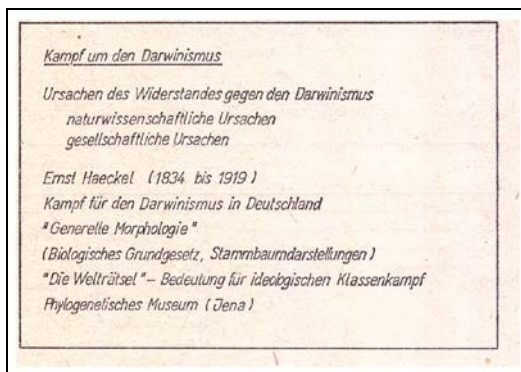 Kampf um den Darwinismus
Ursachen des Widerstandes gegen den Darwinismus
naturwissenschaftliche Ursachen
gesellschaftliche Ursachen
Ernst Haeckel (1834 bis 1919)
Kampf für den Darwinismus in Deutschland
"Generelle Morphologie"
(Biologisches Grundgesetz, Stammbaumdarstellungen)
"Die Welträtsel" – Bedeutung für ideologischen Klassenkampf
Phylogenetisches Museum (Jena)